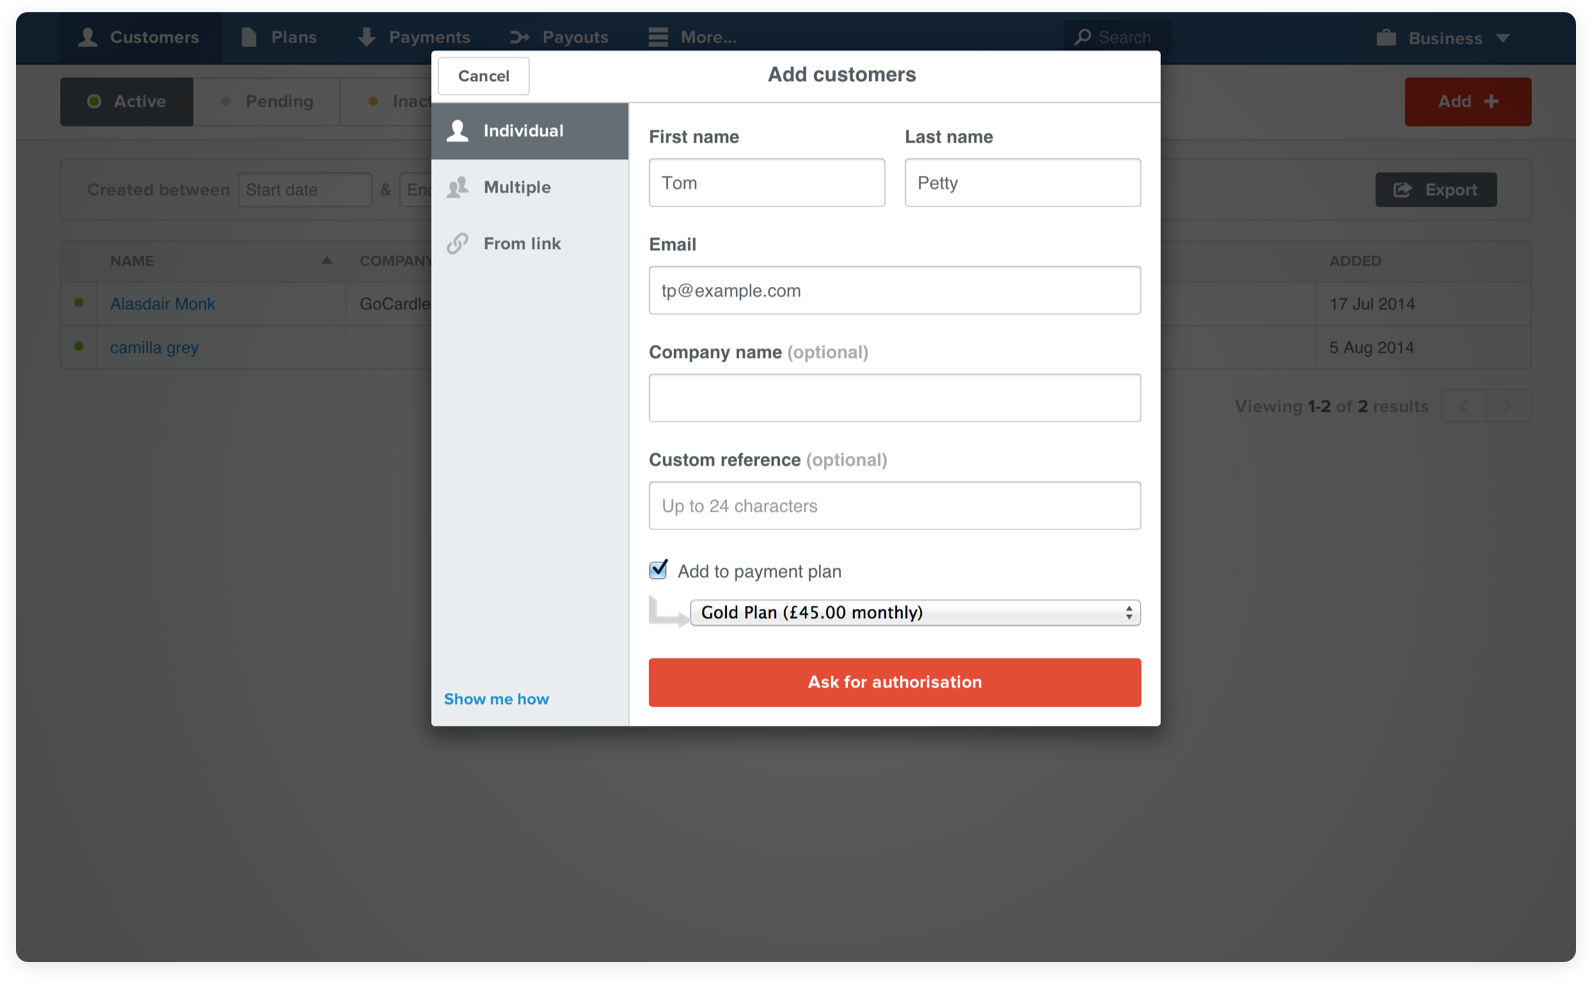 Customers Plans Payments Payouts More... Search Business
Cancel Add customers
Active Pending Inact Add
Individual
First name Last name
Tom Petty
Multiple
Created between Start date & En Export
From link
Email
tp@example.com
NAME COMPANY ADDED
Alasdair Monk GoCardle 17 Jul 2014
camilla grey 5 Aug 2014
Company name (optional)
Viewing 1-2 of 2 results
Custom reference (optional)
Up to 24 characters
Add to payment plan
Gold Plan (£45.00 monthly)
Ask for authorisation
Show me how